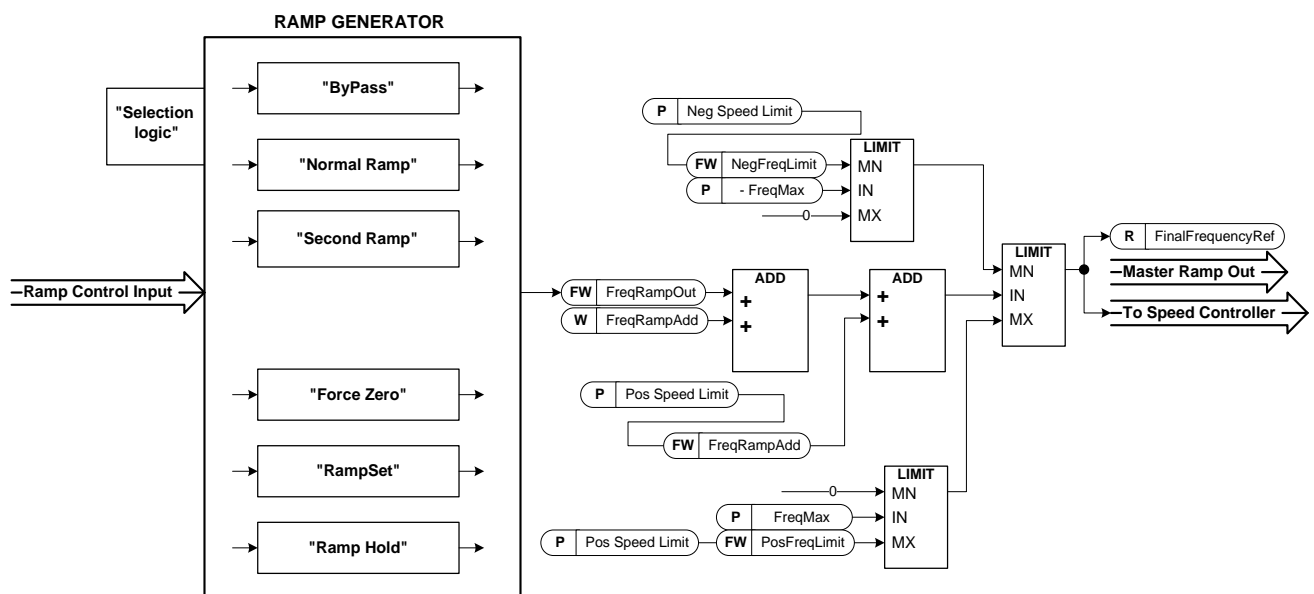 RAMP GENERATOR
"ByPass"
"Selection
logic"
"Normal Ramp"
"Second Ramp"
Ramp Control Input
"Force Zero"
"RampSet"
"Ramp Hold"
P Neg Speed Limit
LIMIT
FW NegFreqLimit MN
P - FreqMax IN
0 MX
FW FreqRampOut
W FreqRampAdd
ADD
+
+
ADD
+
+
LIMIT
MN
IN
MX
R FinalFrequencyRef
Master Ramp Out
To Speed Controller
P Pos Speed Limit
FW FreqRampAdd
LIMIT
0 MN
P FreqMax IN
P Pos Speed Limit FW PosFreqLimit MX